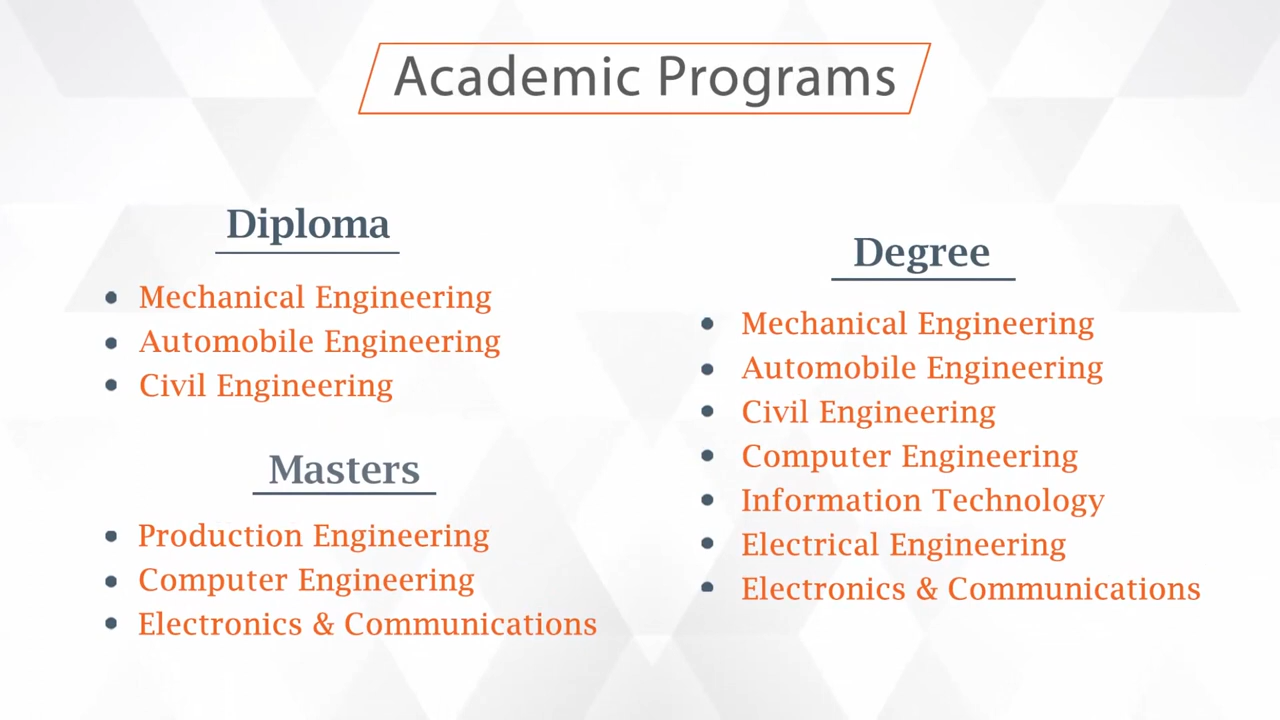 Academic Programs
Diploma
Mechanical Engineering
Automobile Engineering
Civil Engineering
Masters
Production Engineering
Computer Engineering
Electronics & Communications
Degree
Mechanical Engineering
Automobile Engineering
Civil Engineering
Computer Engineering
Information Technology
Electrical Engineering
Electronics & Communications